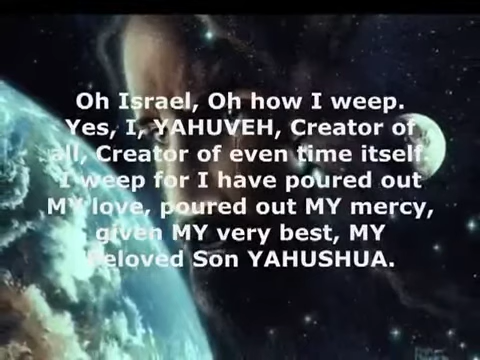 Oh Israel, Oh how I weep.
Yes, I, YAHUVEH, Creator of
all, Creator of even time itself.
I weep for I have poured out
MY love, poured out MY mercy,
given MY very best, MY
Beloved Son YAHUSHUA.